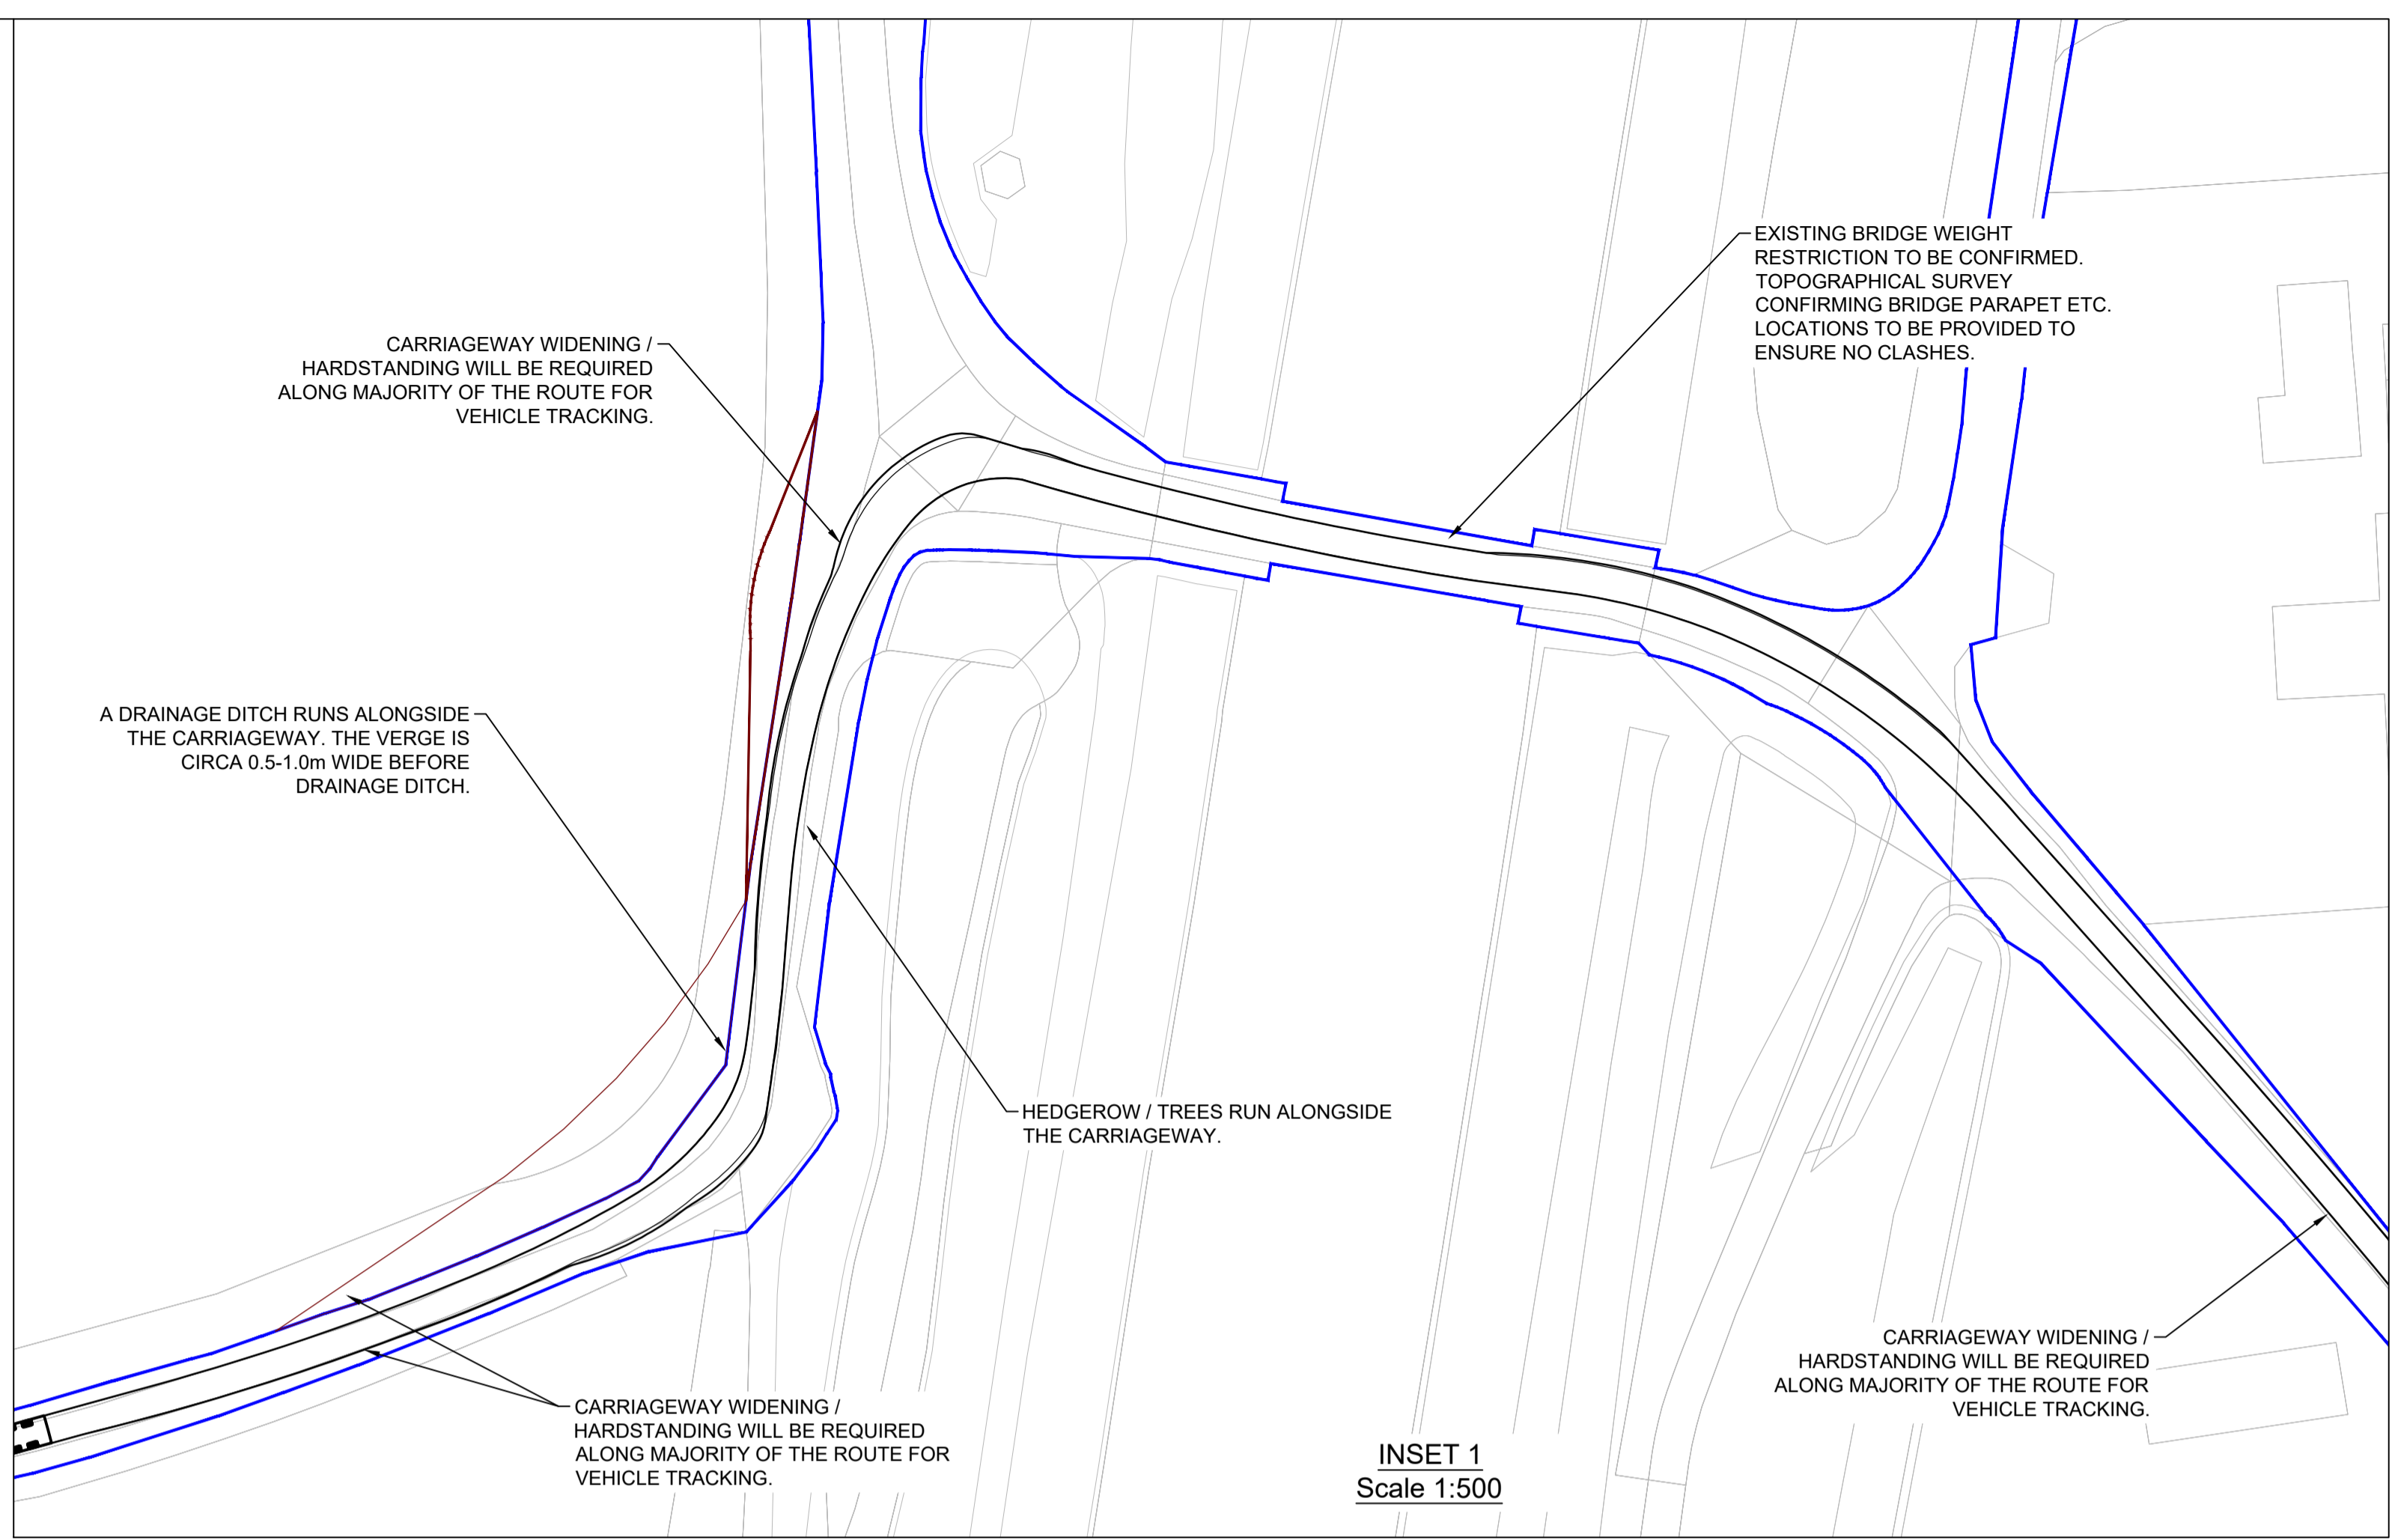 EXISTING BRIDGE WEIGHT
RESTRICTION TO BE CONFIRMED.
TOPOGRAPHICAL SURVEY
CONFIRMING BRIDGE PARAPET ETC.
LOCATIONS TO BE PROVIDED TO
ENSURE NO CLASHES.
CARRIAGEWAY WIDENING /
HARDSTANDING WILL BE REQUIRED
ALONG MAJORITY OF THE ROUTE FOR
VEHICLE TRACKING.
A DRAINAGE DITCH RUNS ALONGSIDE
THE CARRIAGEWAY. THE VERGE IS
CIRCA 0.5-1.0m WIDE BEFORE
DRAINAGE DITCH.
HEDGEROW / TREES RUN ALONGSIDE
THE CARRIAGEWAY.
CARRIAGEWAY WIDENING /
HARDSTANDING WILL BE REQUIRED
ALONG MAJORITY OF THE ROUTE FOR
VEHICLE TRACKING.
CARRIAGEWAY WIDENING /
HARDSTANDING WILL BE REQUIRED
ALONG MAJORITY OF THE ROUTE FOR
VEHICLE TRACKING.
INSET 1
Scale 1:500